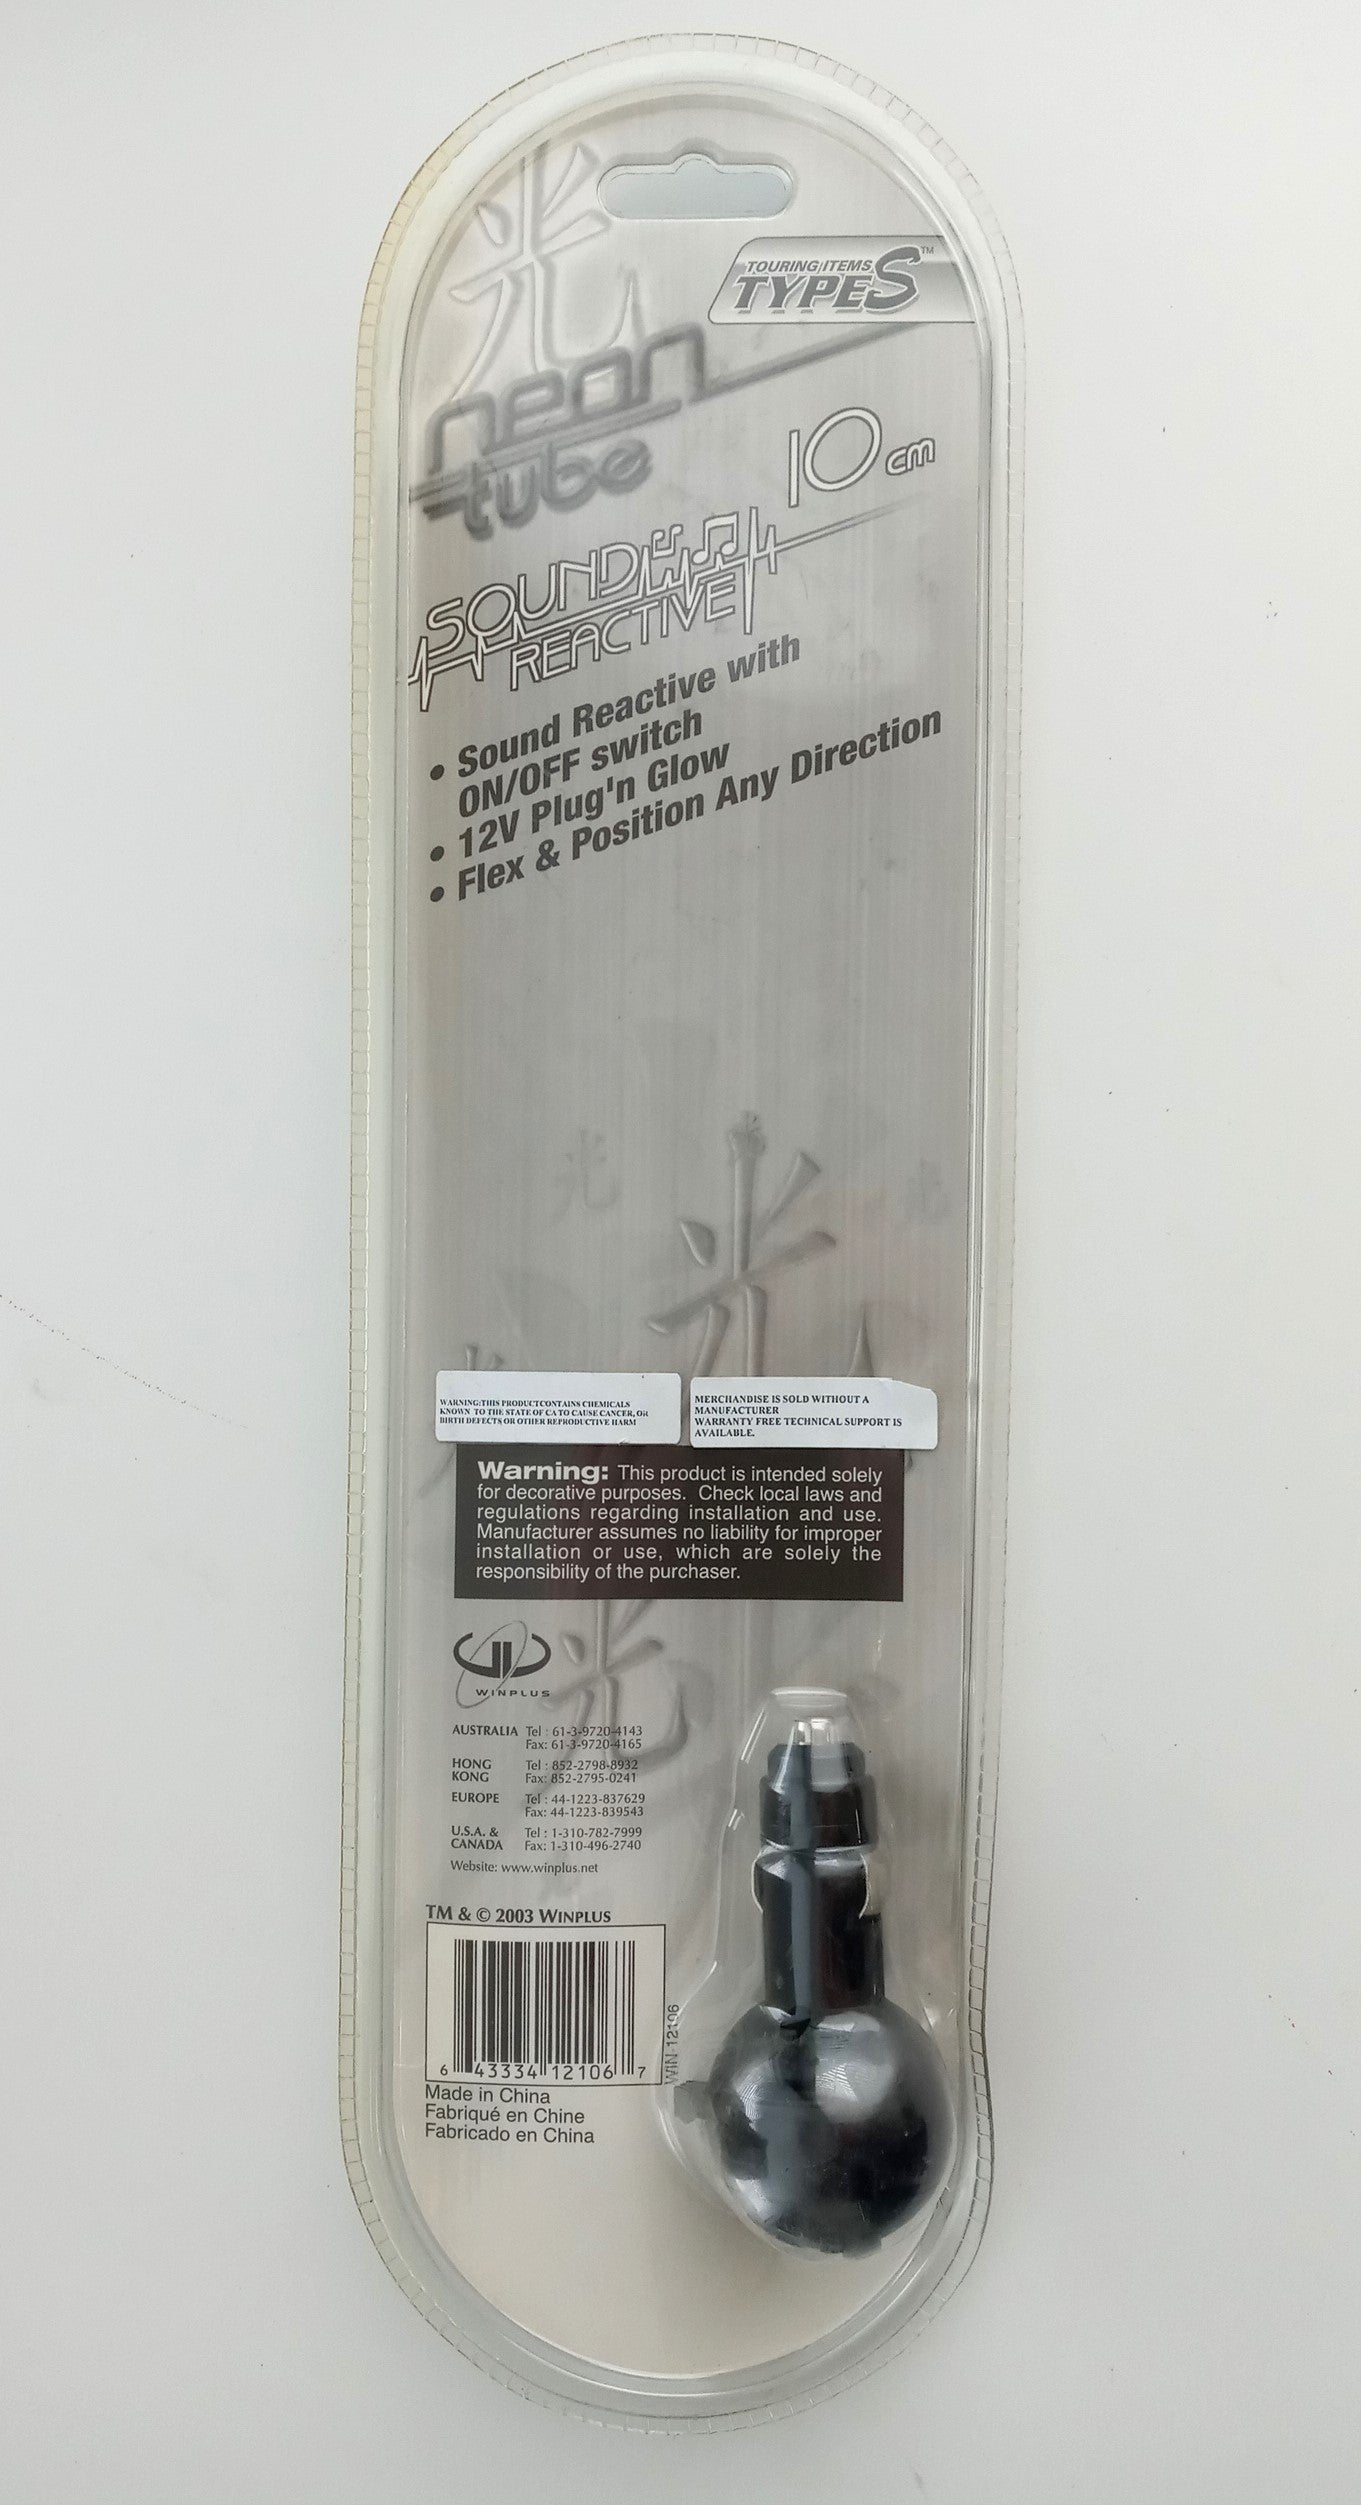 光
TOURING ITEMS
TYPE S™
neon
tube
10cm
SOUND
REACTIVE
• Sound Reactive with
ON/OFF switch
• 12V Plug'n Glow
• Flex & Position Any Direction
光
光
WARNING:THIS PRODUCTCONTAINS CHEMICALS
KNOWN TO THE STATE OF CA TO CAUSE CANCER, OR
BIRTH DEFECTS OR OTHER REPRODUCTIVE HARM
MERCHANDISE IS SOLD WITHOUT A
MANUFACTURER
WARRANTY FREE TECHNICAL SUPPORT IS
AVAILABLE.
Warning: This product is intended solely
for decorative purposes. Check local laws and
regulations regarding installation and use.
Manufacturer assumes no liability for improper
installation or use, which are solely the
responsibility of the purchaser.
光
WINPLUS
AUSTRALIA Tel : 61-3-9720-4143
Fax: 61-3-9720-4165
HONG Tel : 852-2798-8932
KONG Fax: 852-2795-0241
EUROPE Tel : 44-1223-837629
Fax: 44-1223-839543
U.S.A. & Tel : 1-310-782-7999
CANADA Fax: 1-310-496-2740
Website: www.winplus.net
TM & © 2003 WINPLUS
6 43334 12106 7
WIN-12106
Made in China
Fabriqué en Chine
Fabricado en China